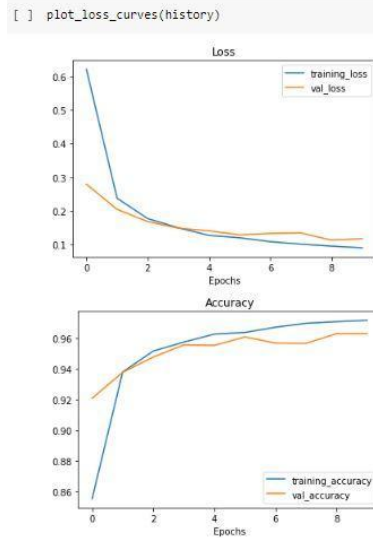 [ ] plot_loss_curves(history)
Loss
training_loss
val_loss
0.6
0.5
0.4
0.3
0.2
0.1
0 2 4 6 8
Epochs
Accuracy
0.96
0.94
0.92
0.90
0.88
0.86
training_accuracy
val_accuracy
0 2 4 6 8
Epochs